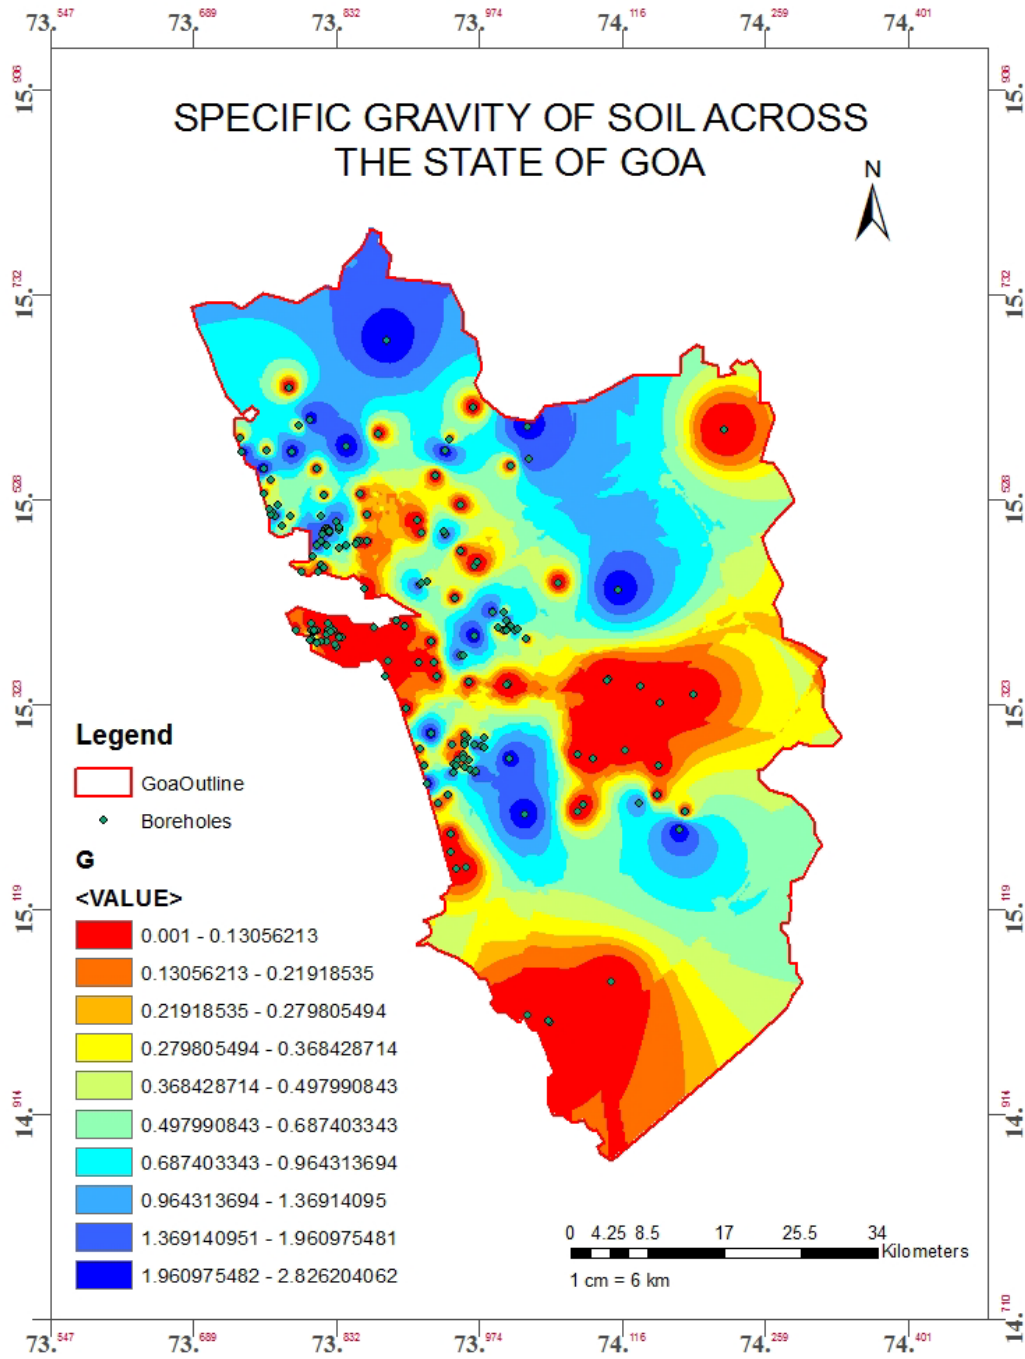 73.547 73.689 73.832 73.974 74.116 74.259 74.401
15.936 15.936
SPECIFIC GRAVITY OF SOIL ACROSS
THE STATE OF GOA
N
15.732 15.732
15.528 15.528
15.323 15.323
Legend
GoaOutline
Boreholes
G
<VALUE>
15.119 15.119
0.001 - 0.13056213
0.13056213 - 0.21918535
0.21918535 - 0.279805494
0.279805494 - 0.368428714
0.368428714 - 0.497990843
14.914 14.914
0.497990843 - 0.687403343
0.687403343 - 0.964313694
0.964313694 - 1.36914095
1.369140951 - 1.960975481
1.960975482 - 2.826204062
0 4.25 8.5 17 25.5 34
Kilometers
1 cm = 6 km
14.710
73.547 73.689 73.832 73.974 74.116 74.259 74.401